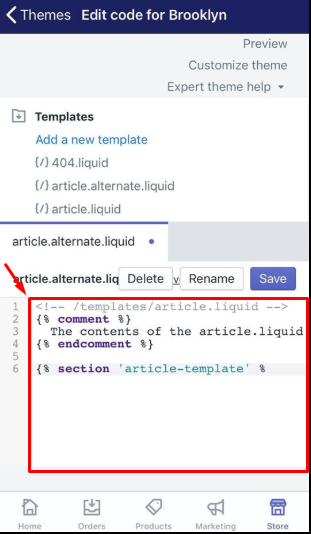 Themes Edit code for Brooklyn
Preview
Customize theme
Expert theme help
Templates
Add a new template
{/} 404.liquid
{/} article.alternate.liquid
{/} article.liquid
article.alternate.liquid
article.alternate.liq Delete Rename Save
1 <!-- /templates/article.liquid -->
2 {% comment %}
3 The contents of the article.liquid
4 {% endcomment %}
5
6 {% section 'article-template' %
Home Orders Products Marketing Store